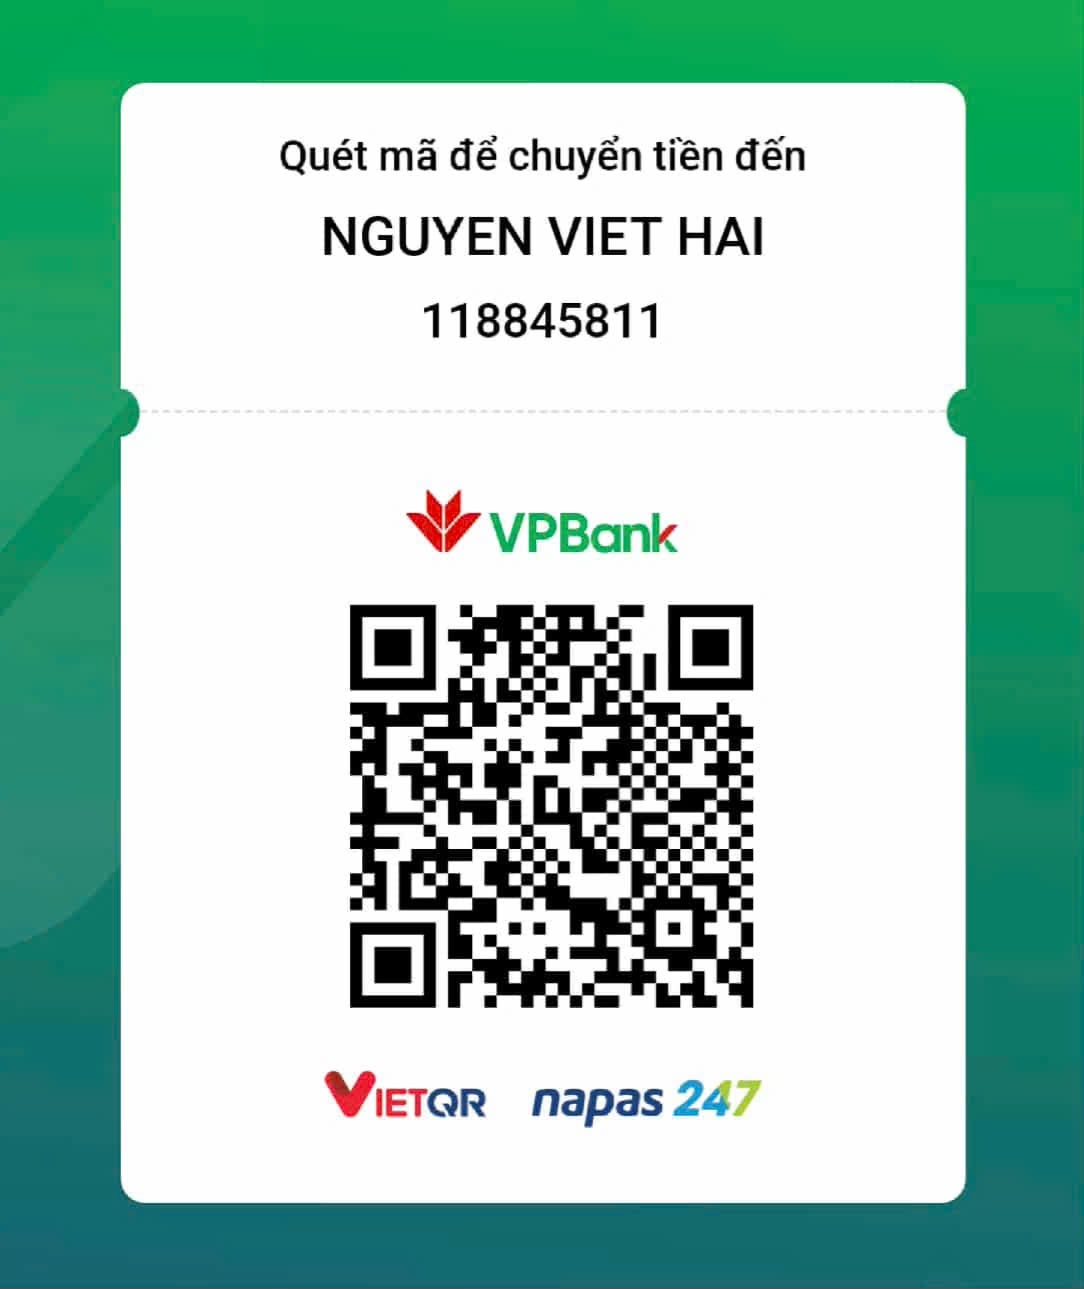 Quét mã để chuyển tiền đến
NGUYEN VIET HAI
118845811
VPBank
VIETQR napas 247